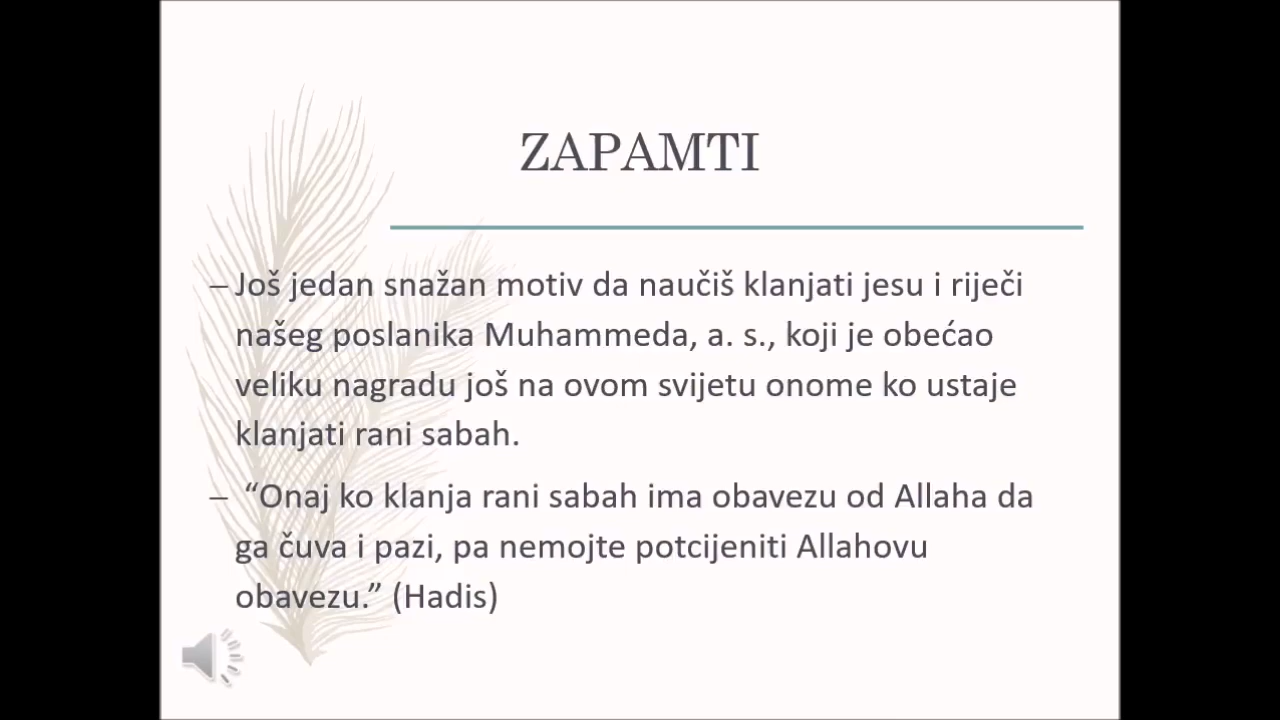 ZAPAMTI
– Još jedan snažan motiv da naučiš klanjati jesu i riječi
našeg poslanika Muhammeda, a. s., koji je obećao
veliku nagradu još na ovom svijetu onome ko ustaje
klanjati rani sabah.
– “Onaj ko klanja rani sabah ima obavezu od Allaha da
ga čuva i pazi, pa nemojte potcijeniti Allahovu
obavezu.” (Hadis)